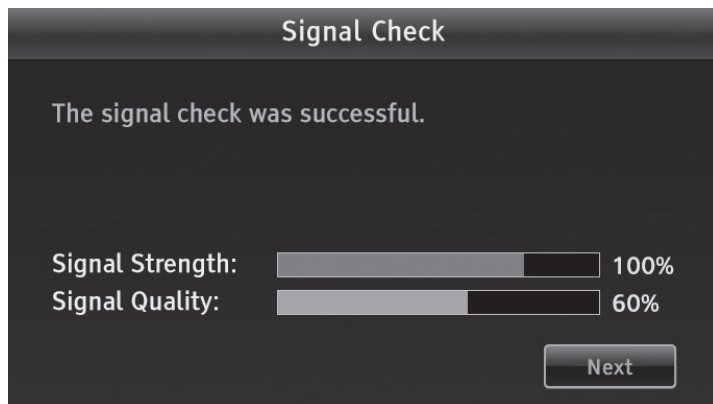 Signal Check
The signal check was successful.
Signal Strength: 100%
Signal Quality: 60%
Next